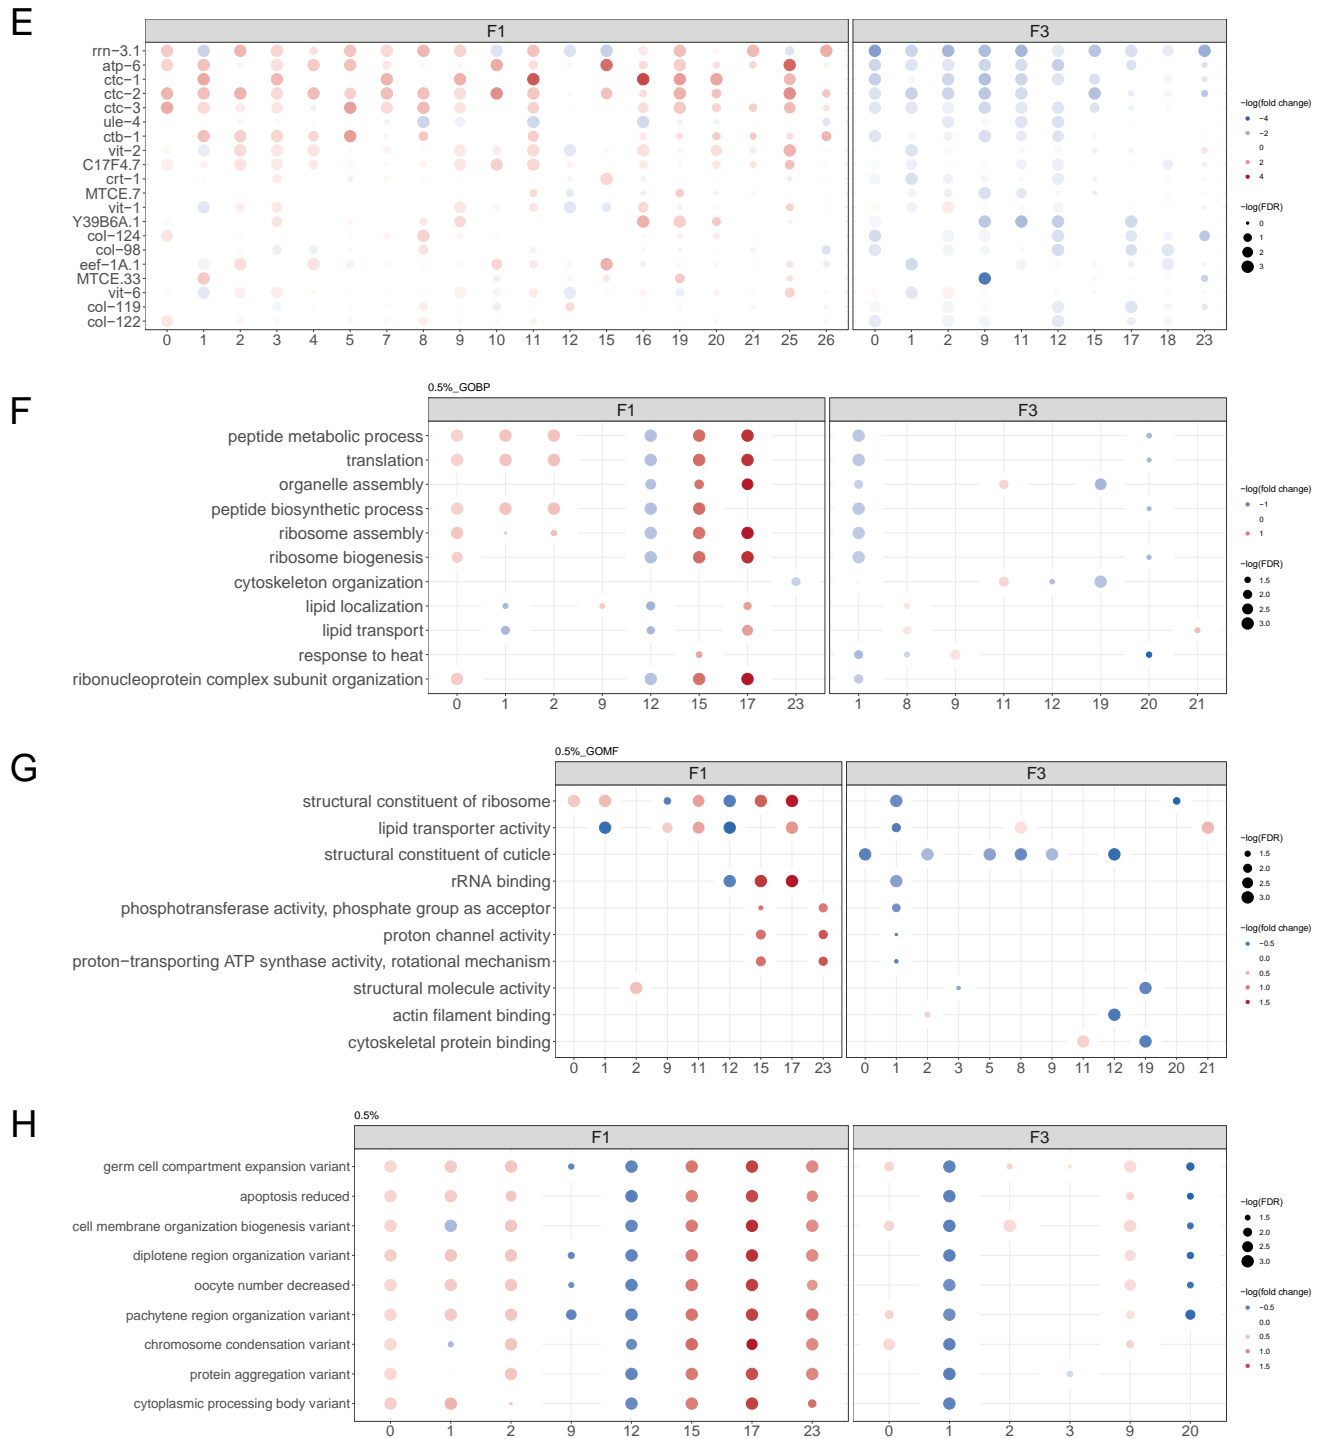 E
F1
F3
rrn−3.1
atp−6
ctc−1
ctc−2
ctc−3
ule−4
ctb−1
vit−2
C17F4.7
crt−1
MTCE.7
vit−1
Y39B6A.1
col−124
col−98
eef−1A.1
MTCE.33
vit−6
col−119
col−122
0 1 2 3 4 5 7 8 9 10 11 12 15 16 19 20 21 25 26
0 1 2 9 11 12 15 17 18 23
−log(fold change)
−4
−2
0
2
4
−log(FDR)
0
1
2
3
F
0.5%_GOBP
F1
F3
peptide metabolic process
translation
organelle assembly
peptide biosynthetic process
ribosome assembly
ribosome biogenesis
cytoskeleton organization
lipid localization
lipid transport
response to heat
ribonucleoprotein complex subunit organization
0 1 2 9 12 15 17 23
1 8 9 11 12 19 20 21
−log(fold change)
−1
0
1
−log(FDR)
1.5
2.0
2.5
3.0
G
0.5%_GOMF
F1
F3
structural constituent of ribosome
lipid transporter activity
structural constituent of cuticle
rRNA binding
phosphotransferase activity, phosphate group as acceptor
proton channel activity
proton−transporting ATP synthase activity, rotational mechanism
structural molecule activity
actin filament binding
cytoskeletal protein binding
0 1 2 9 11 12 15 17 23
0 1 2 3 5 8 9 11 12 19 20 21
−log(FDR)
1.5
2.0
2.5
3.0
−log(fold change)
−0.5
0.0
0.5
1.0
1.5
H
0.5%
F1
F3
germ cell compartment expansion variant
apoptosis reduced
cell membrane organization biogenesis variant
diplotene region organization variant
oocyte number decreased
pachytene region organization variant
chromosome condensation variant
protein aggregation variant
cytoplasmic processing body variant
0 1 2 9 12 15 17 23
0 1 2 3 9 20
−log(FDR)
1.5
2.0
2.5
3.0
−log(fold change)
−0.5
0.0
0.5
1.0
1.5